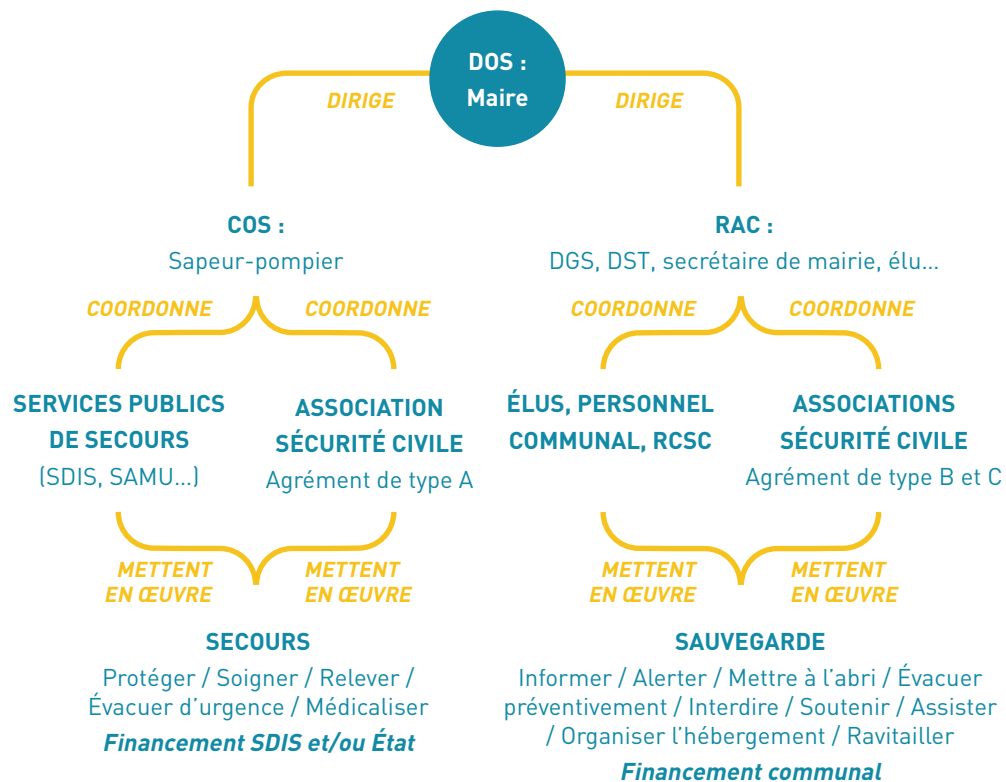 DOS :
Maire
DIRIGE
DIRIGE
COS :
Sapeur-pompier
RAC :
DGS, DST, secrétaire de mairie, élu...
COORDONNE
COORDONNE
COORDONNE
COORDONNE
SERVICES PUBLICS
DE SECOURS
(SDIS, SAMU...)
ASSOCIATION
SÉCURITÉ CIVILE
Agrément de type A
ÉLUS, PERSONNEL
COMMUNAL, RCSC
ASSOCIATIONS
SÉCURITÉ CIVILE
Agrément de type B et C
METTENT
EN ŒUVRE
METTENT
EN ŒUVRE
METTENT
EN ŒUVRE
METTENT
EN ŒUVRE
SECOURS
Protéger / Soigner / Relever /
Évacuer d’urgence / Médicaliser
Financement SDIS et/ou État
SAUVEGARDE
Informer / Alerter / Mettre à l’abri / Évacuer
préventivement / Interdire / Soutenir / Assister
/ Organiser l’hébergement / Ravitailler
Financement communal